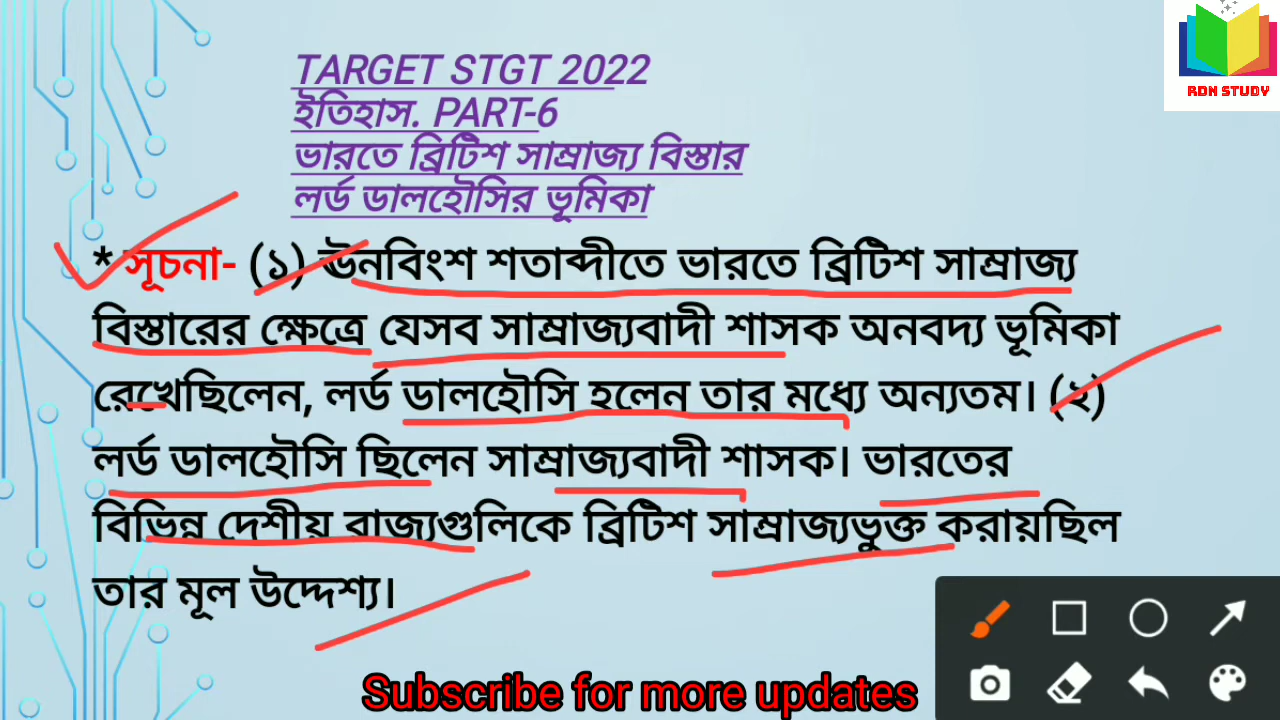 RDN STUDY
TARGET STGT 2022
ইতিহাস. PART-6
ভারতে ব্রিটিশ সাম্রাজ্য বিস্তার
লর্ড ডালহৌসির ভূমিকা
* সূচনা- (১) ঊনবিংশ শতাব্দীতে ভারতে ব্রিটিশ সাম্রাজ্য
বিস্তারের ক্ষেত্রে যেসব সাম্রাজ্যবাদী শাসক অনবদ্য ভূমিকা
রেখেছিলেন, লর্ড ডালহৌসি হলেন তার মধ্যে অন্যতম। (২)
লর্ড ডালহৌসি ছিলেন সাম্রাজ্যবাদী শাসক। ভারতের
বিভিন্ন দেশীয় রাজ্যগুলিকে ব্রিটিশ সাম্রাজ্যভুক্ত করায়ছিল
তার মূল উদ্দেশ্য।
Subscribe for more updates